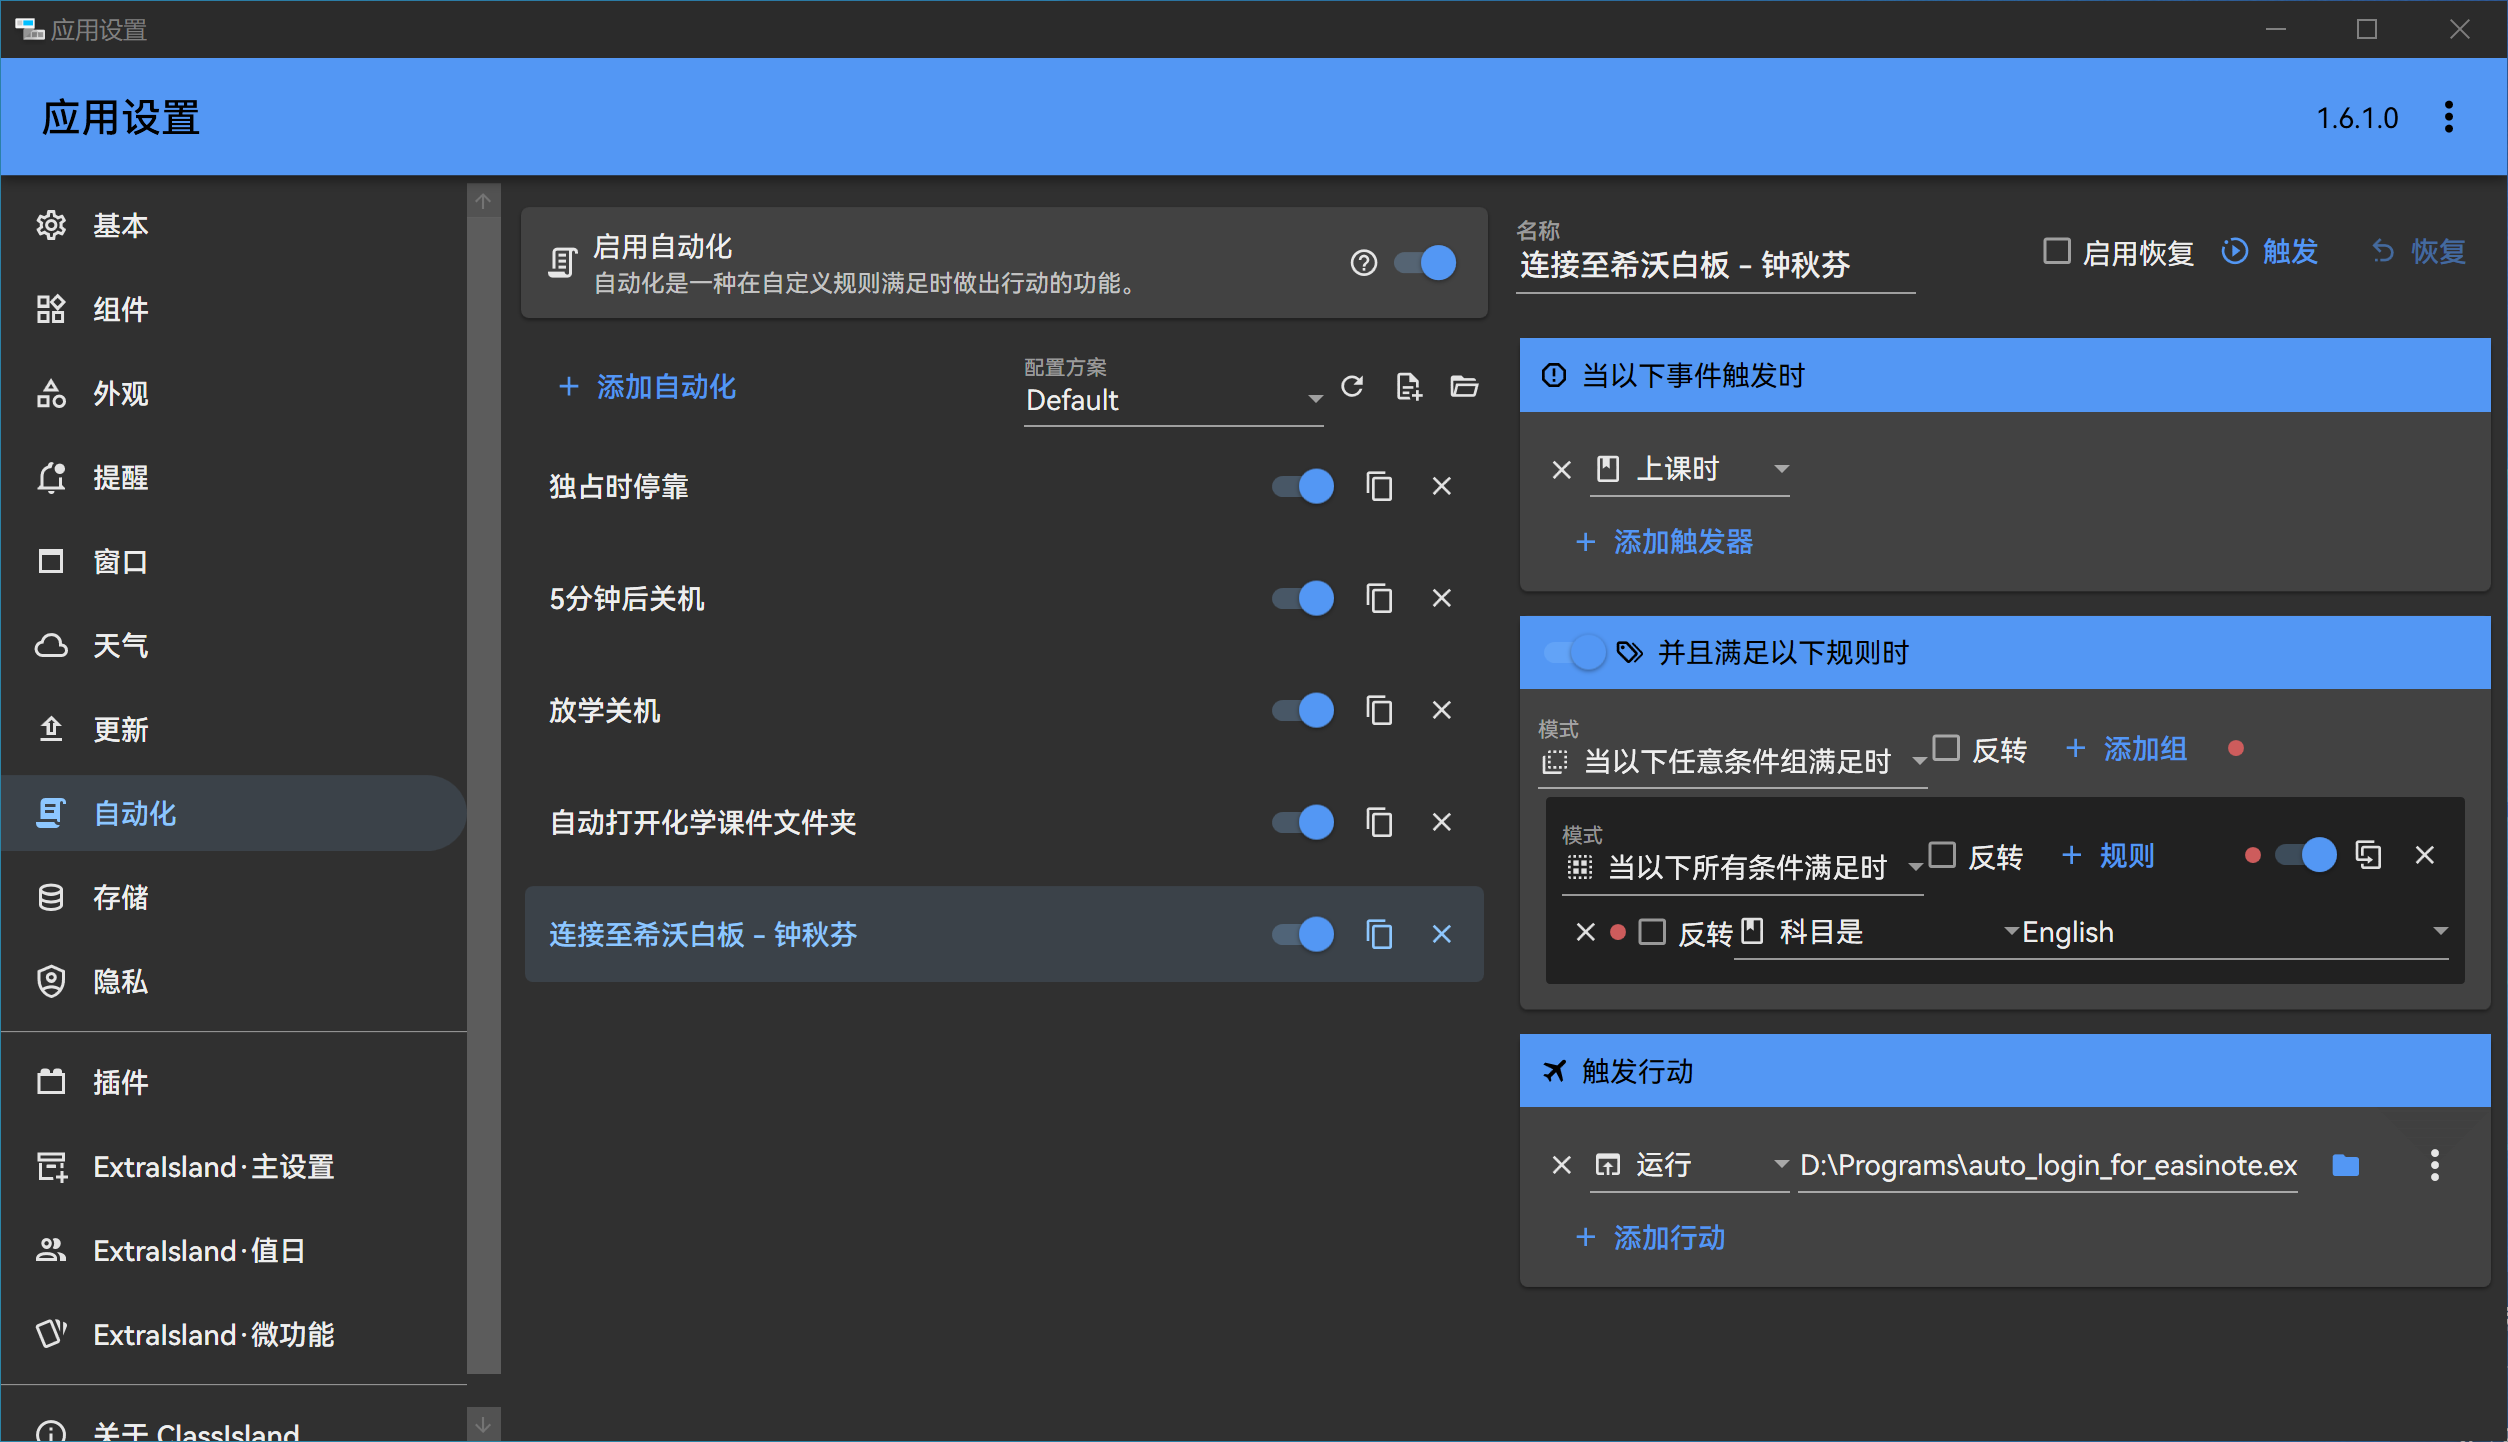 应用设置
应用设置
1.6.1.0
基本
组件
外观
提醒
窗口
天气
更新
自动化
存储
隐私
插件
ExtraIsland·主设置
ExtraIsland·值日
ExtraIsland·微功能
关于 ClassIsland
启用自动化
自动化是一种在自定义规则满足时做出行动的功能。
添加自动化
配置方案
Default
独占时停靠
5分钟后关机
放学关机
自动打开化学课件文件夹
连接至希沃白板 - 钟秋芬
名称
连接至希沃白板 - 钟秋芬
启用恢复 触发 恢复
当以下事件触发时
上课时
添加触发器
并且满足以下规则时
模式
当以下任意条件组满足时 反转 添加组
模式
当以下所有条件满足时 反转 规则
反转 科目是 English
触发行动
运行 D:\Programs\auto_login_for_easinote.ex
添加行动